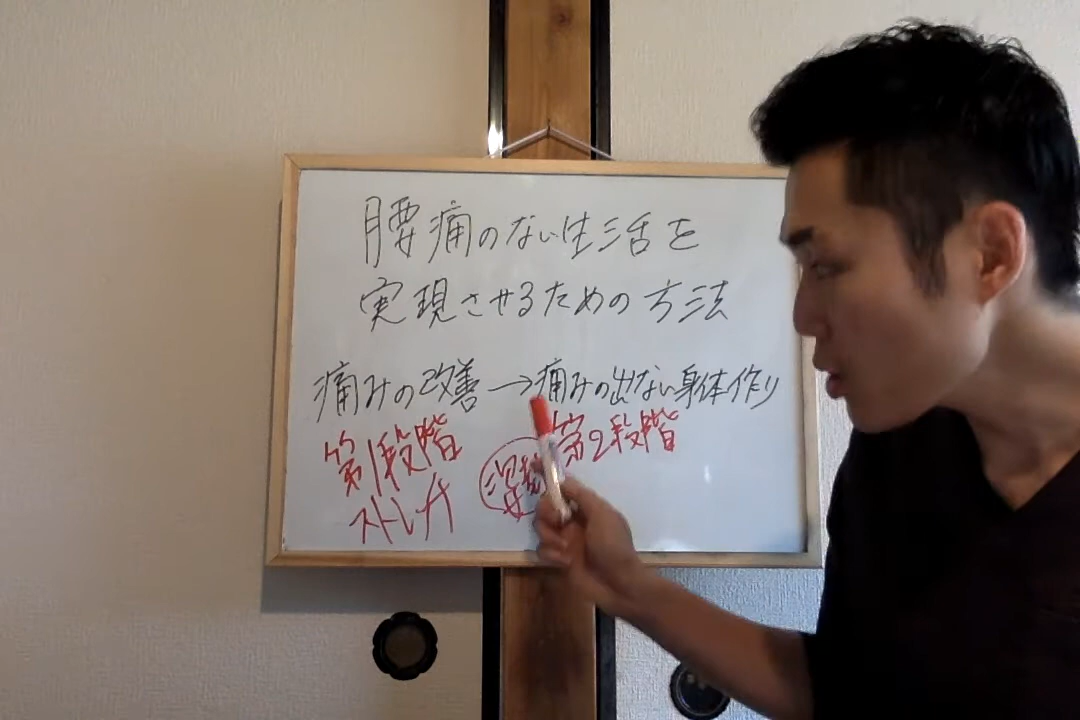 腰痛のない生活を
実現させるための方法
痛みの改善→痛みの出ない身体作り
第1段階
第2段階
ストレッチ
姿勢